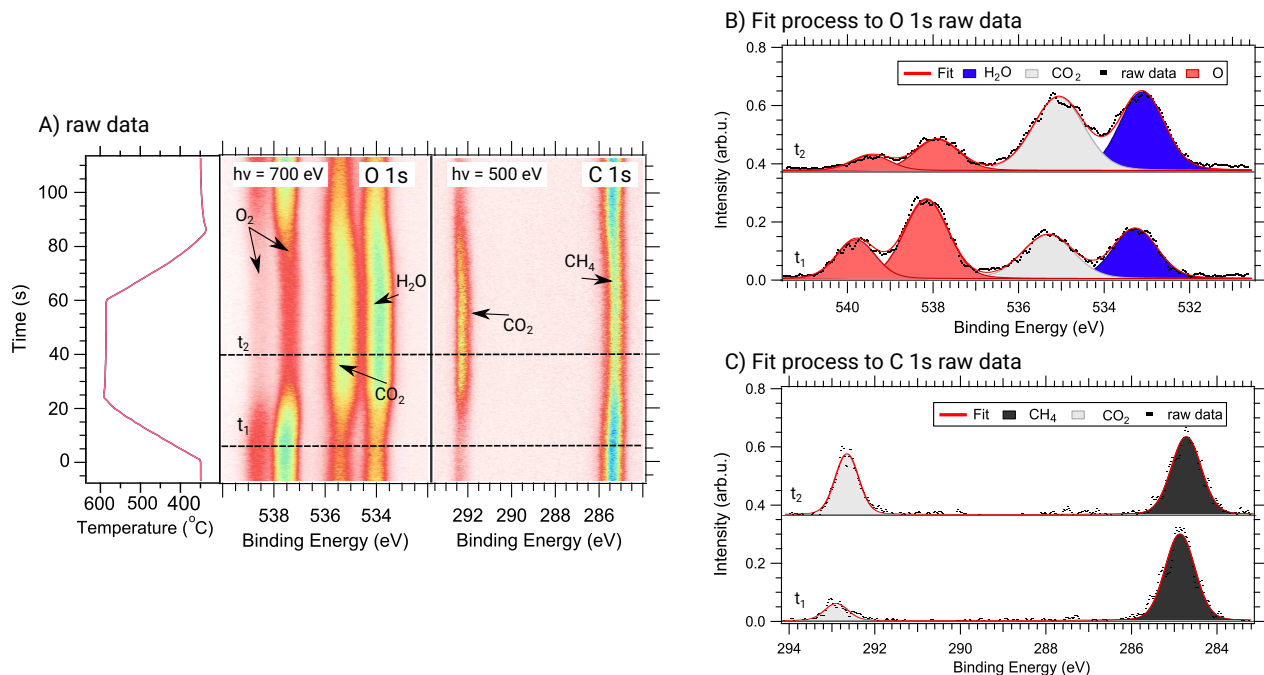 A) raw data
Time (s)
100
80
60
40
20
0
600 500 400
Temperature (°C)
hν = 700 eV
O 1s
O₂
H₂O
t₂
CO₂
t₁
538 536 534
Binding Energy (eV)
hν = 500 eV
C 1s
CH₄
CO₂
292 290 288 286
Binding Energy (eV)
B) Fit process to O 1s raw data
Intensity (arb.u.)
0.8
0.6
0.4
0.2
0.0
Fit H₂O CO₂ raw data O
t₂
t₁
540 538 536 534 532
Binding Energy (eV)
C) Fit process to C 1s raw data
Intensity (arb.u.)
0.8
0.6
0.4
0.2
0.0
Fit CH₄ CO₂ raw data
t₂
t₁
294 292 290 288 286 284
Binding Energy (eV)